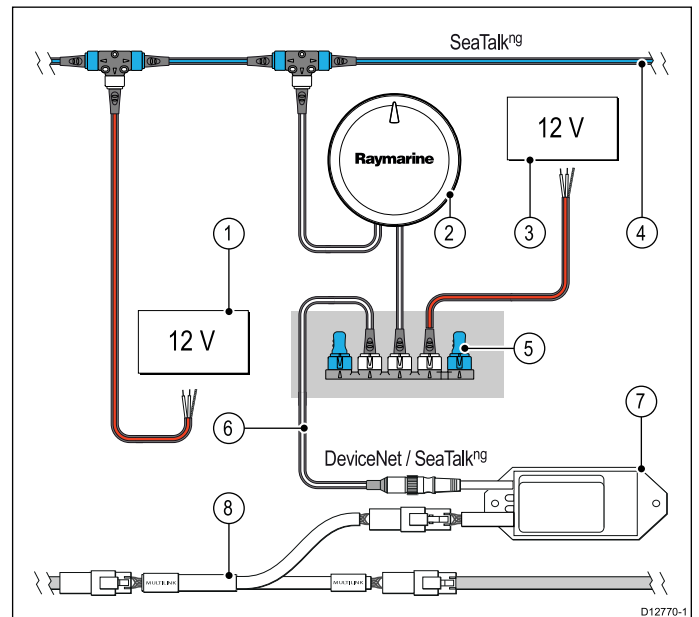 SeaTalkng
12 V
Raymarine
1
2
3
4
12 V
5
6
7
DeviceNet / SeaTalkng
8
MULTILINK
MULTILINK
D12770-1